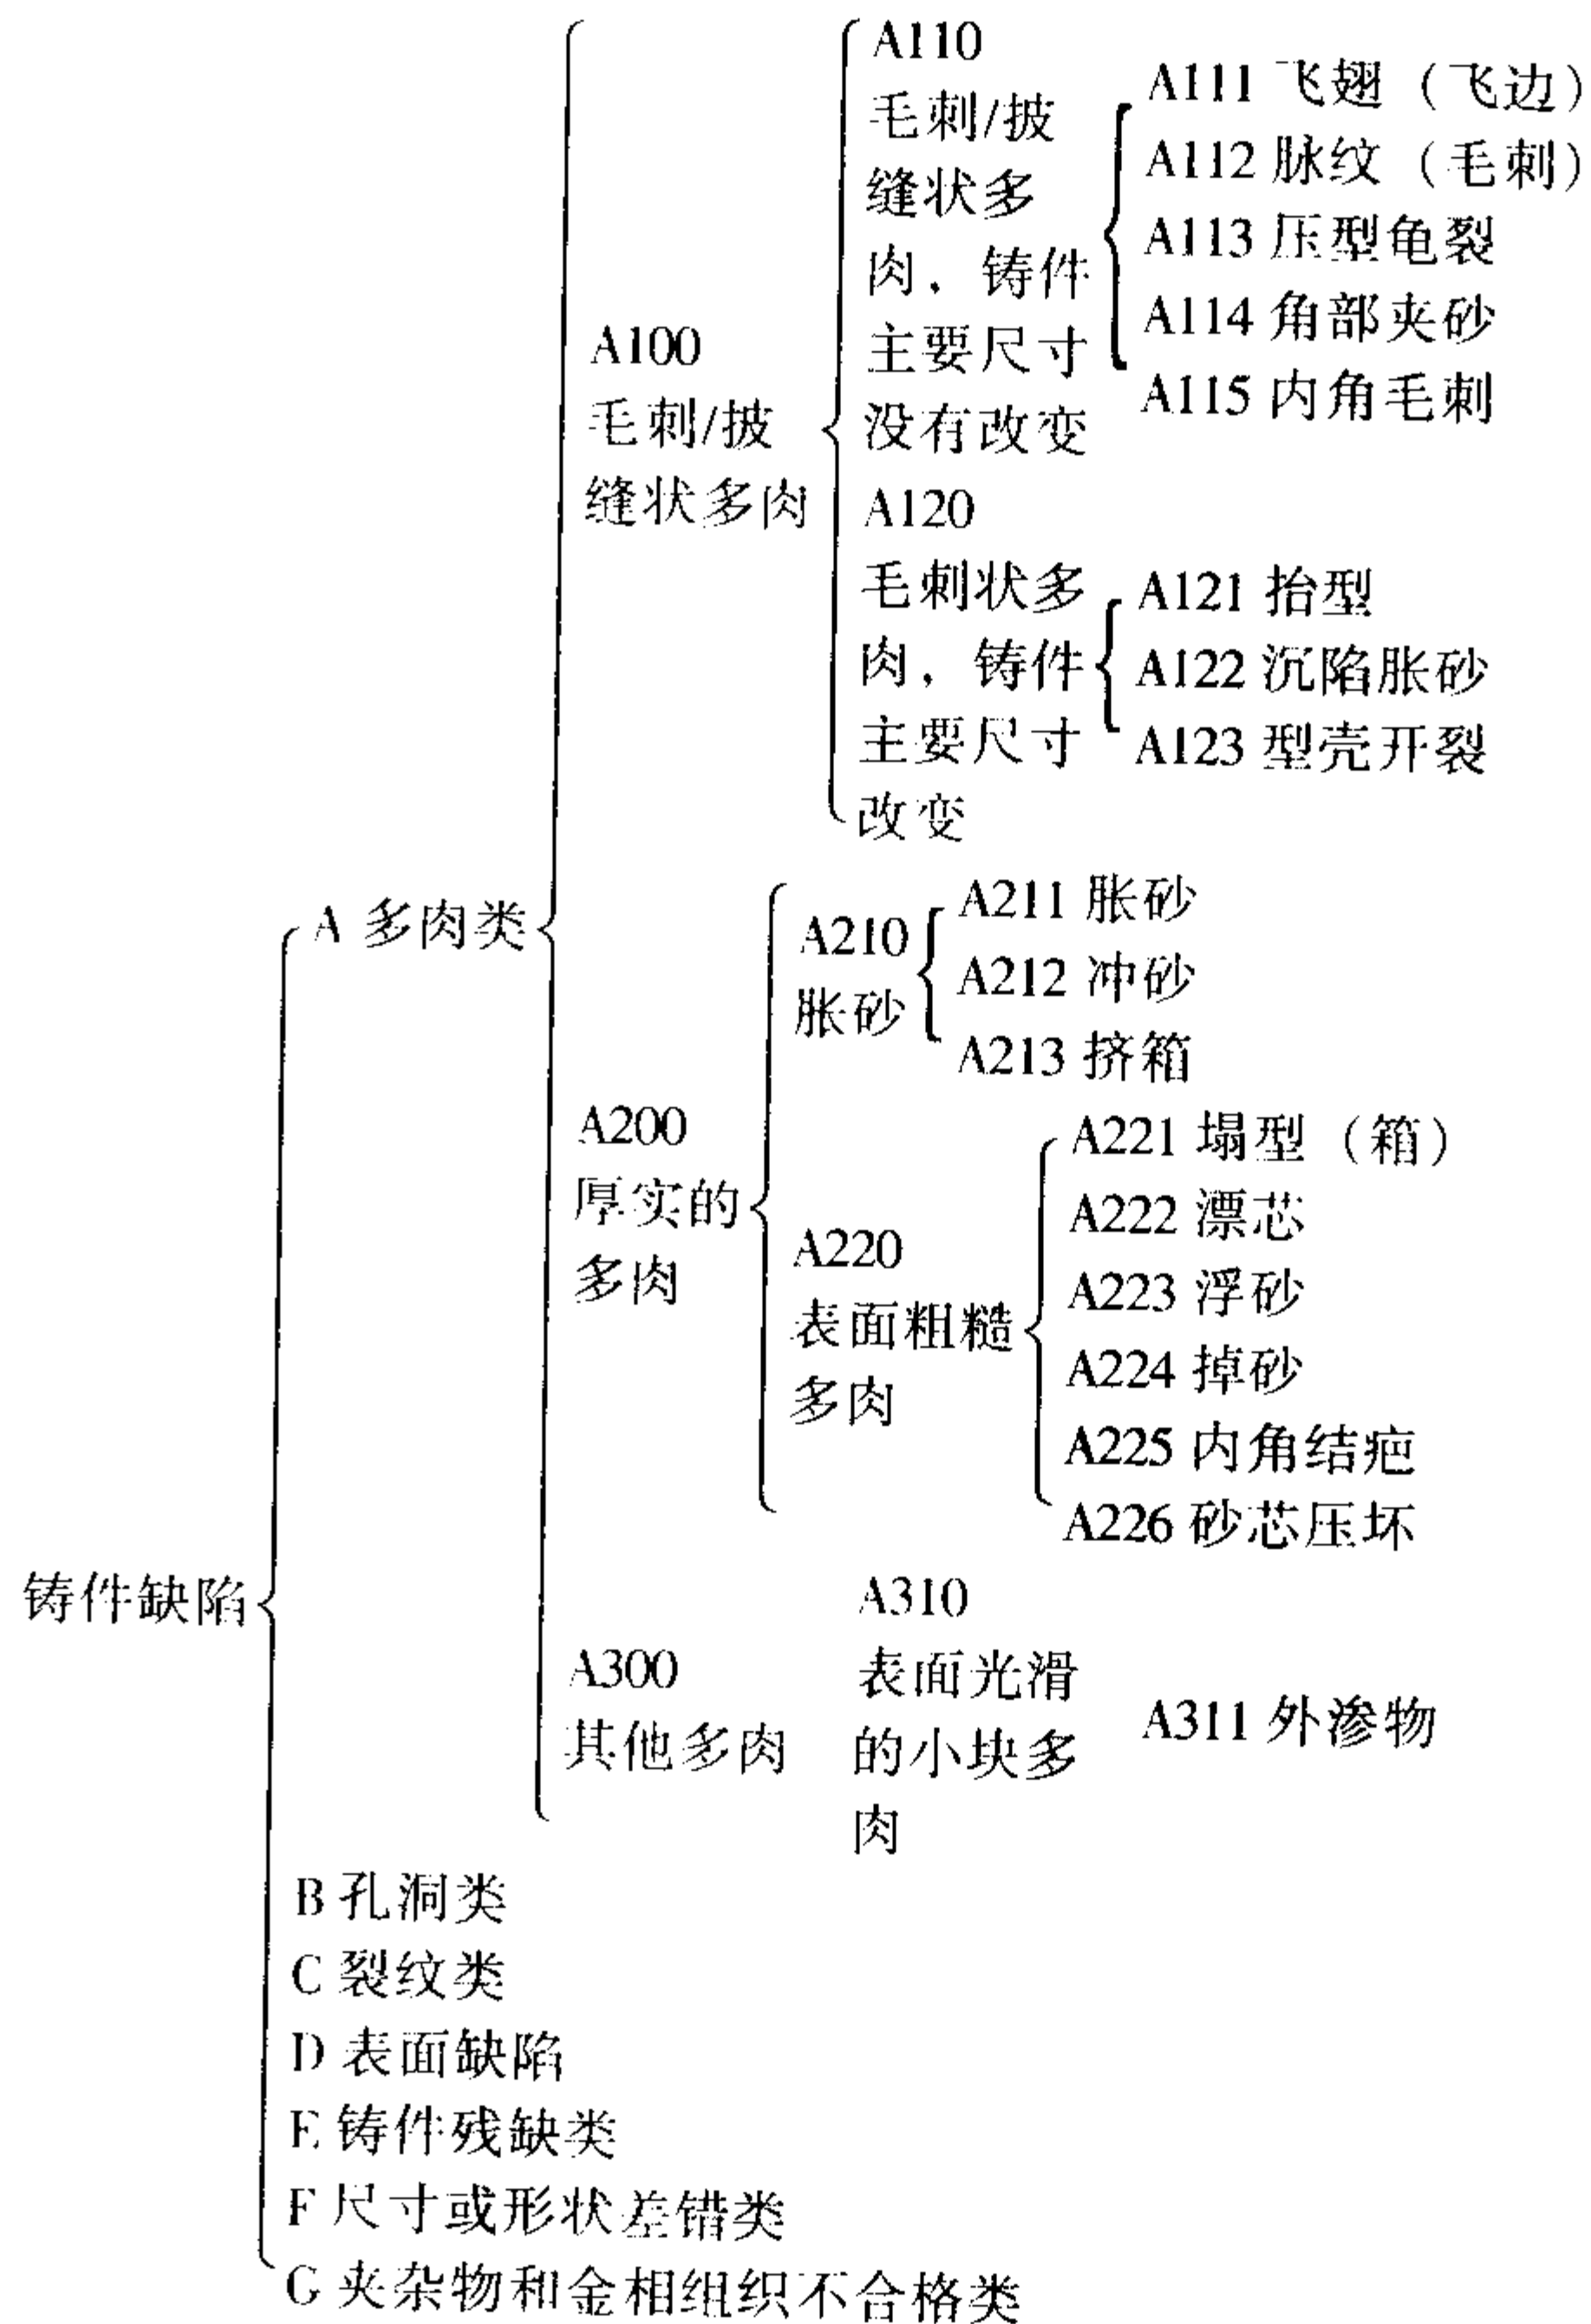 铸件缺陷
A 多肉类
A100
毛刺/披
缝状多肉
A110
毛刺/披
缝状多
肉，铸件
主要尺寸
没有改变
A111 飞翅（飞边）
A112 脉纹（毛刺）
A113 压型龟裂
A114 角部夹砂
A115 内角毛刺
A120
毛刺状多
肉，铸件
主要尺寸
改变
A121 抬型
A122 沉陷胀砂
A123 型壳开裂
A200
厚实的
多肉
A210
胀砂
A211 胀砂
A212 冲砂
A213 挤箱
A220
表面粗糙
多肉
A221 塌型（箱）
A222 漂芯
A223 浮砂
A224 掉砂
A225 内角结疤
A226 砂芯压坏
A300
其他多肉
A310
表面光滑
的小块多
肉
A311 外渗物
B 孔洞类
C 裂纹类
D 表面缺陷
E 铸件残缺类
F 尺寸或形状差错类
G 夹杂物和金相组织不合格类